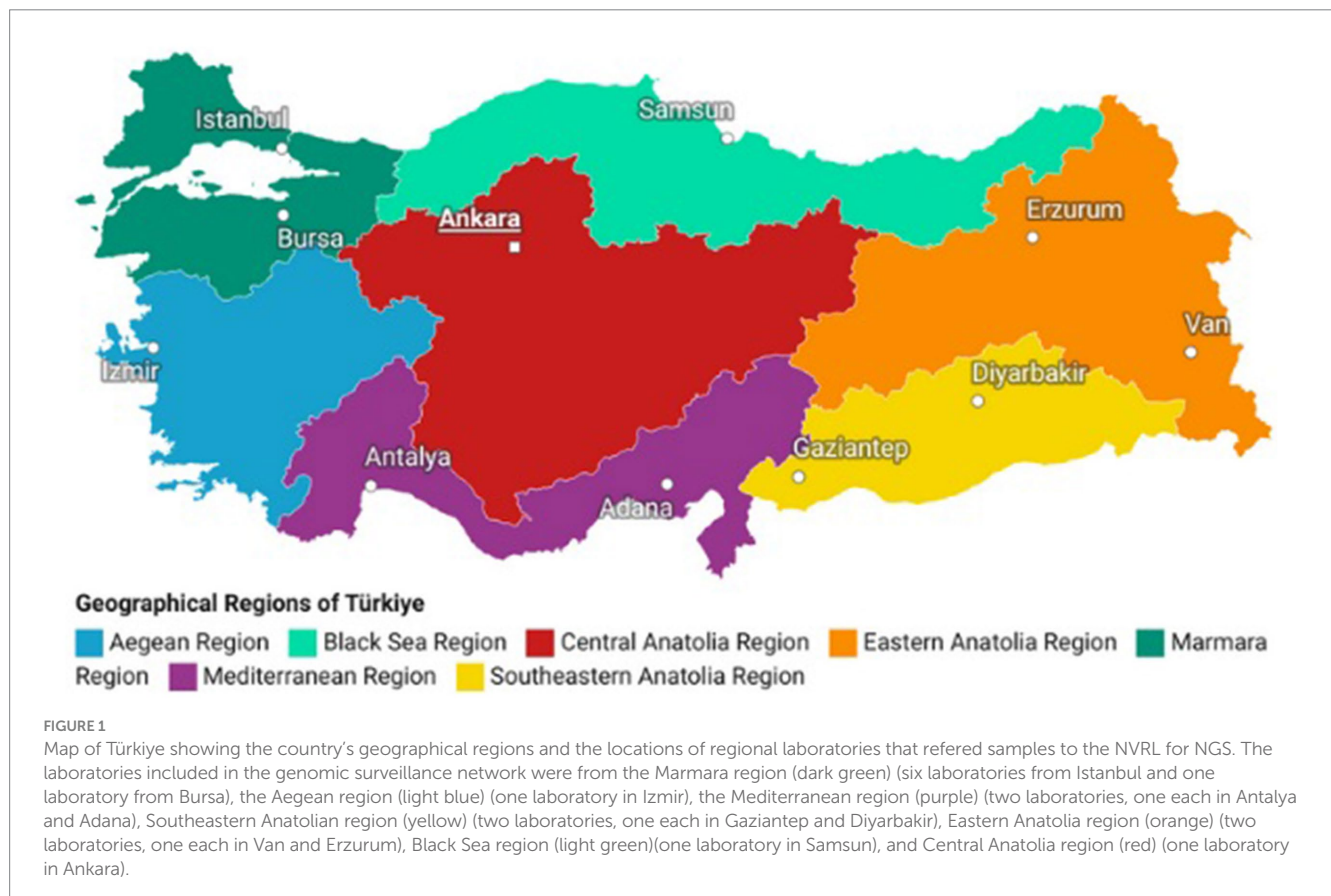 Istanbul
Samsun
Ankara
Erzurum
Bursa
Van
Izmir
Diyarbakir
Antalya
Gaziantep
Adana
Geographical Regions of Türkiye
Aegean Region Black Sea Region Central Anatolia Region Eastern Anatolia Region Marmara
Region Mediterranean Region Southeastern Anatolia Region
FIGURE 1
Map of Türkiye showing the country's geographical regions and the locations of regional laboratories that refered samples to the NVRL for NGS. The
laboratories included in the genomic surveillance network were from the Marmara region (dark green) (six laboratories from Istanbul and one
laboratory from Bursa), the Aegean region (light blue) (one laboratory in Izmir), the Mediterranean region (purple) (two laboratories, one each in Antalya
and Adana), Southeastern Anatolian region (yellow) (two laboratories, one each in Gaziantep and Diyarbakir), Eastern Anatolia region (orange) (two
laboratories, one each in Van and Erzurum), Black Sea region (light green)(one laboratory in Samsun), and Central Anatolia region (red) (one laboratory
in Ankara).